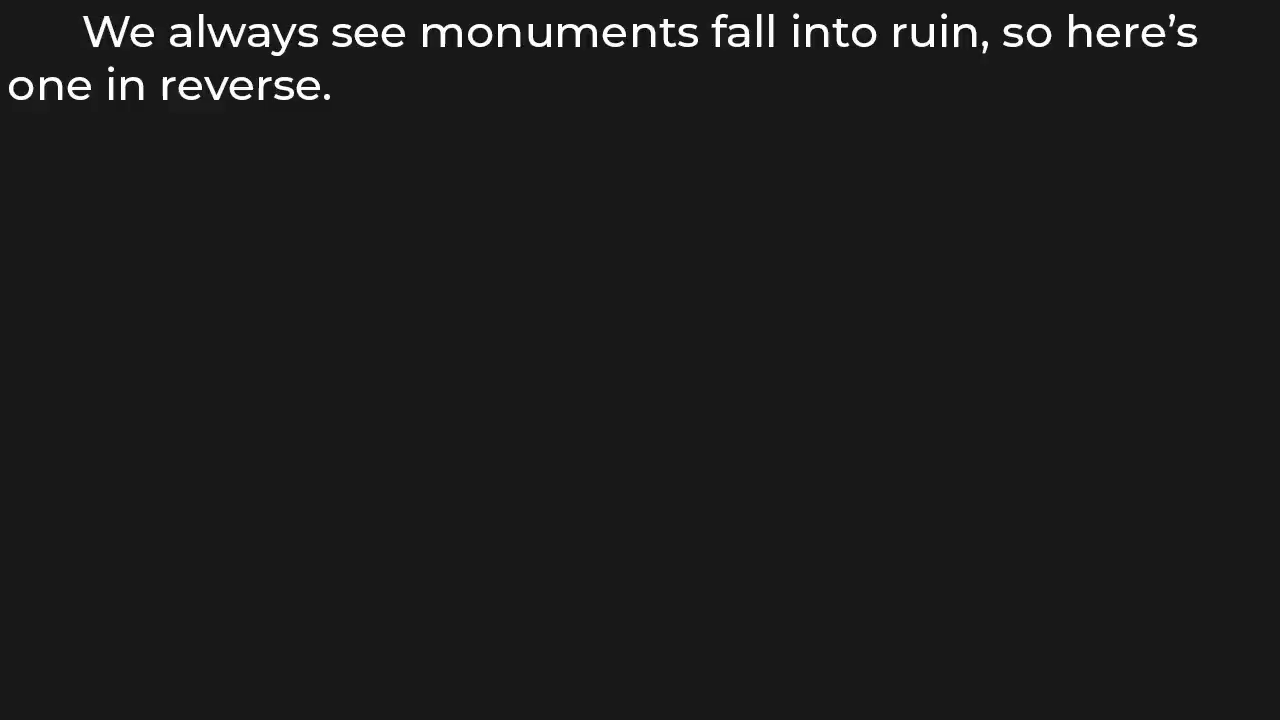 We always see monuments fall into ruin, so here’s
one in reverse.